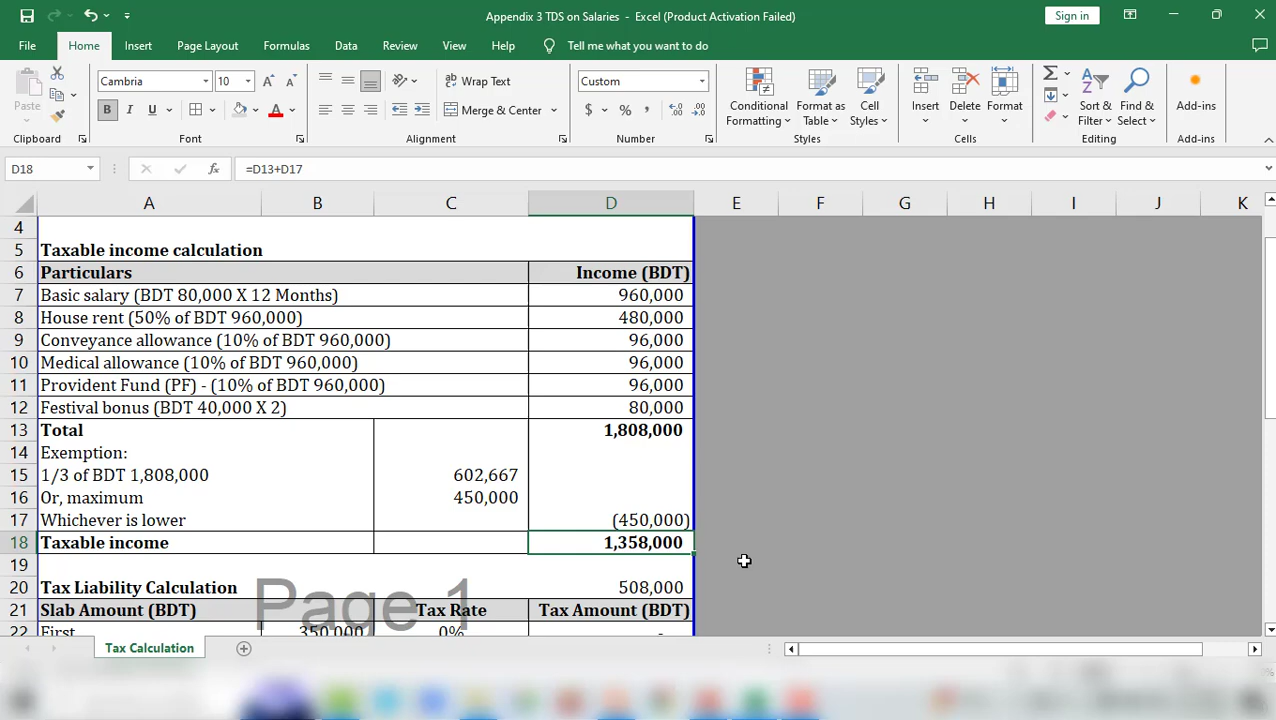 Appendix 3 TDS on Salaries - Excel (Product Activation Failed)
Sign in
File Home Insert Page Layout Formulas Data Review View Help Tell me what you want to do
Paste
Cambria 10
B I U
Wrap Text
Merge & Center
Custom
$ %
Conditional Formatting
Format as Table
Cell Styles
Insert
Delete
Format
Sort & Filter
Find & Select
Add-ins
Clipboard Font Alignment Number Styles Cells Editing Add-ins
D18 fx =D13+D17
A B C D E F G H I J K
4
5 Taxable income calculation
6 Particulars Income (BDT)
7 Basic salary (BDT 80,000 X 12 Months) 960,000
8 House rent (50% of BDT 960,000) 480,000
9 Conveyance allowance (10% of BDT 960,000) 96,000
10 Medical allowance (10% of BDT 960,000) 96,000
11 Provident Fund (PF) - (10% of BDT 960,000) 96,000
12 Festival bonus (BDT 40,000 X 2) 80,000
13 Total 1,808,000
14 Exemption:
15 1/3 of BDT 1,808,000 602,667
16 Or, maximum 450,000
17 Whichever is lower (450,000)
18 Taxable income 1,358,000
19
20 Tax Liability Calculation 508,000
Page 1
21 Slab Amount (BDT) Tax Rate Tax Amount (BDT)
22 First 350,000 0% -
Tax Calculation